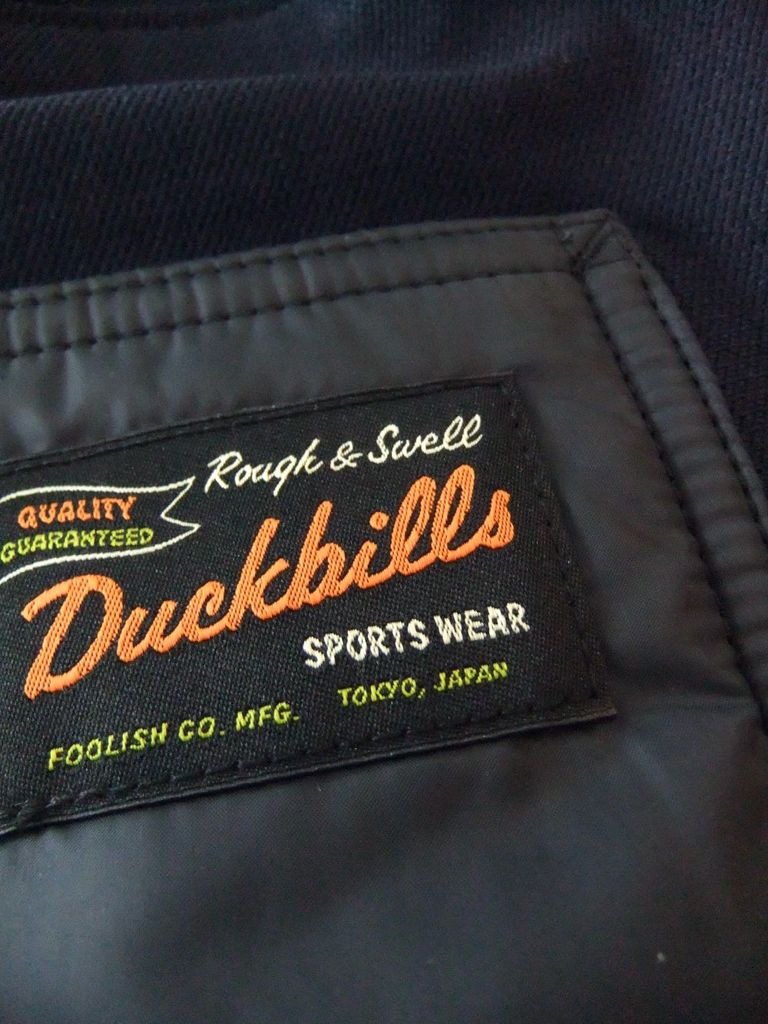 Rough & Swell
QUALITY
GUARANTEED
Duckbills
SPORTS WEAR
FOOLISH CO. MFG. TOKYO, JAPAN